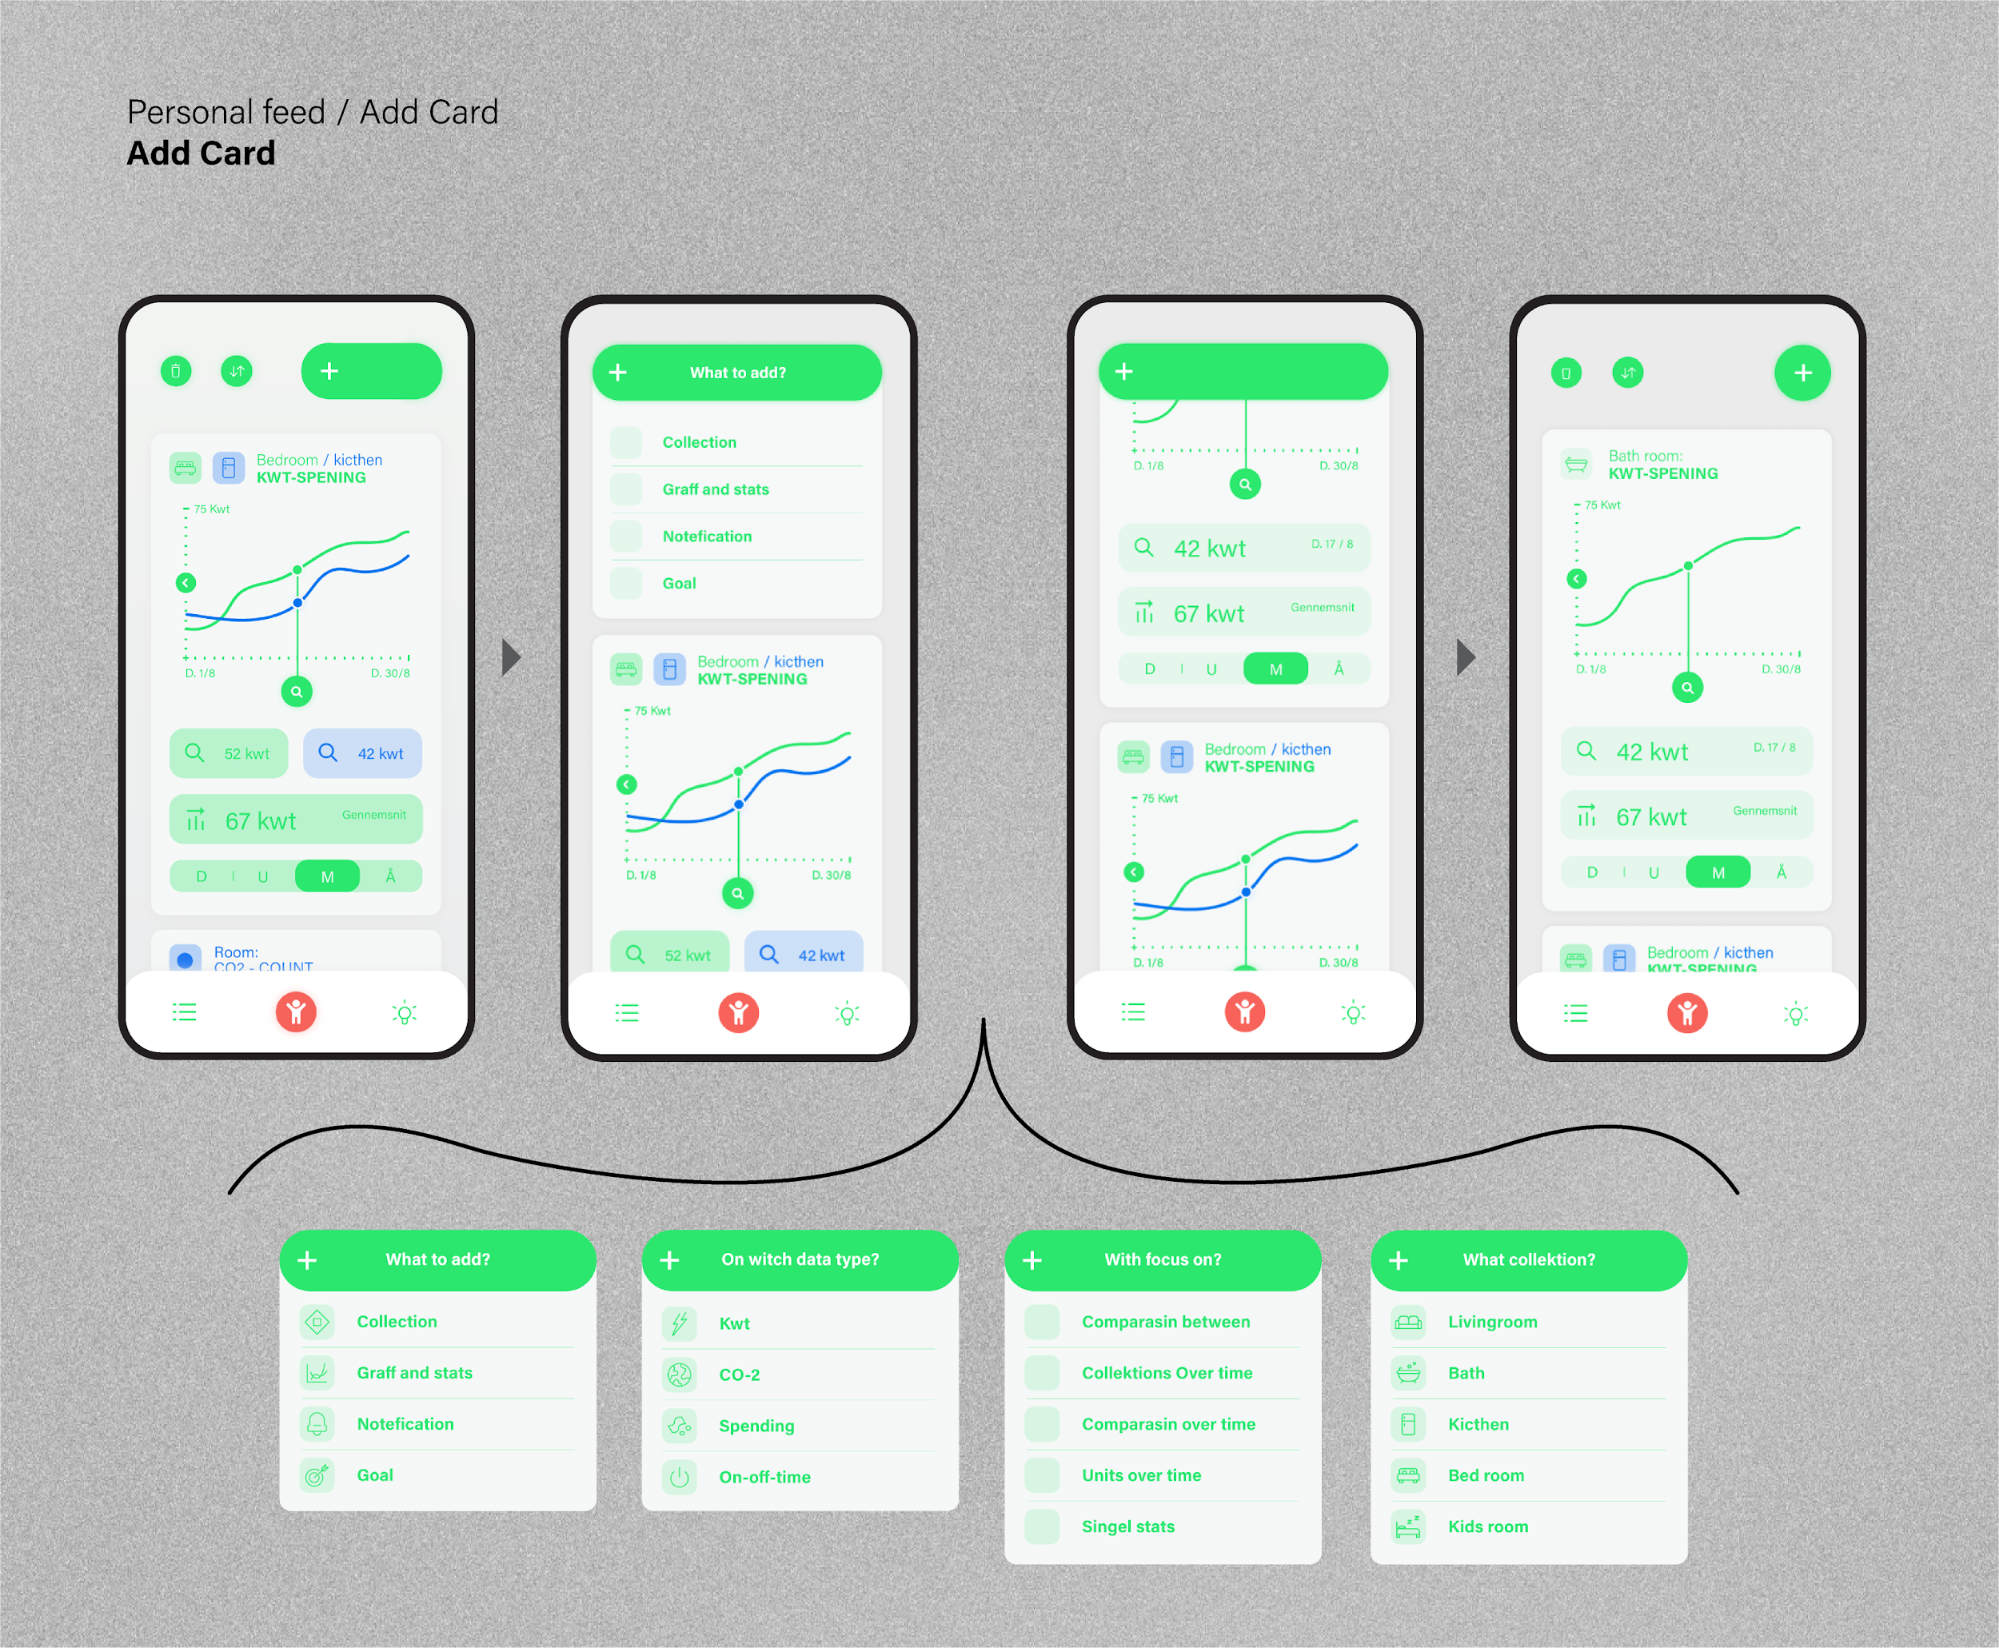 Personal feed / Add Card
Add Card
Bedroom / kicthen
KWT-SPENING
75 Kwt
D. 1/8
D. 30/8
52 kwt
42 kwt
67 kwt
Gennemsnit
D
U
M
Å
Room:
CO2 - COUNT
What to add?
Collection
Graff and stats
Notefication
Goal
Bedroom / kicthen
KWT-SPENING
75 Kwt
D. 1/8
D. 30/8
52 kwt
42 kwt
D. 1/8
D. 30/8
42 kwt
D. 17 / 8
67 kwt
Gennemsnit
D
U
M
Å
Bedroom / kicthen
KWT-SPENING
75 Kwt
D. 1/8
D. 30/8
Bath room:
KWT-SPENING
75 Kwt
D. 1/8
D. 30/8
42 kwt
D. 17 / 8
67 kwt
Gennemsnit
D
U
M
Å
Bedroom / kicthen
KWT-SPENING
What to add?
Collection
Graff and stats
Notefication
Goal
On witch data type?
Kwt
CO-2
Spending
On-off-time
With focus on?
Comparasin between
Collektions Over time
Comparasin over time
Units over time
Singel stats
What collektion?
Livingroom
Bath
Kicthen
Bed room
Kids room